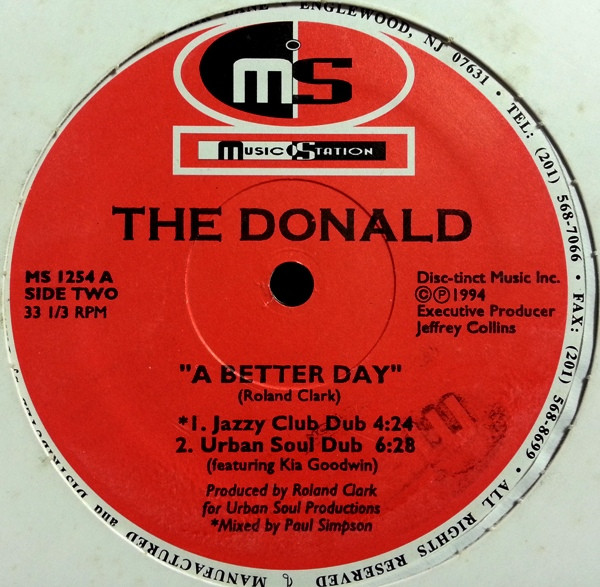 ms
MUSIC STATION
THE DONALD
MS 1254 A
SIDE TWO
33 1/3 RPM
Disc-tinct Music Inc.
©℗1994
Executive Producer
Jeffrey Collins
"A BETTER DAY"
(Roland Clark)
*1. Jazzy Club Dub 4:24
2. Urban Soul Dub 6:28
(featuring Kia Goodwin)
Produced by Roland Clark
for Urban Soul Productions
*Mixed by Paul Simpson
ENGLEWOOD, NJ 07631 • TEL: (201) 568-7066 • FAX: (201) 568-8699 • ALL RIGHTS RESERVED • MANUFACTURED and